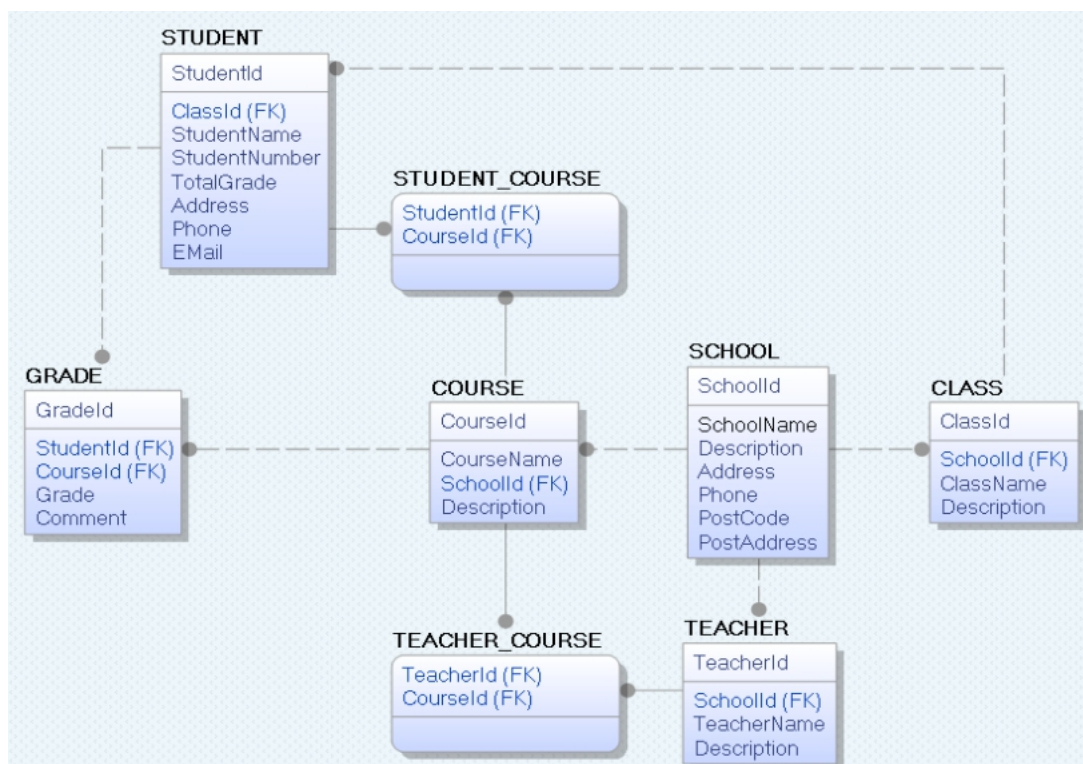 STUDENT
StudentId
ClassId (FK)
StudentName
StudentNumber
TotalGrade
Address
Phone
EMail
STUDENT_COURSE
StudentId (FK)
CourseId (FK)
GRADE
GradeId
StudentId (FK)
CourseId (FK)
Grade
Comment
COURSE
CourseId
CourseName
SchoolId (FK)
Description
SCHOOL
SchoolId
SchoolName
Description
Address
Phone
PostCode
PostAddress
CLASS
ClassId
SchoolId (FK)
ClassName
Description
TEACHER_COURSE
TeacherId (FK)
CourseId (FK)
TEACHER
TeacherId
SchoolId (FK)
TeacherName
Description